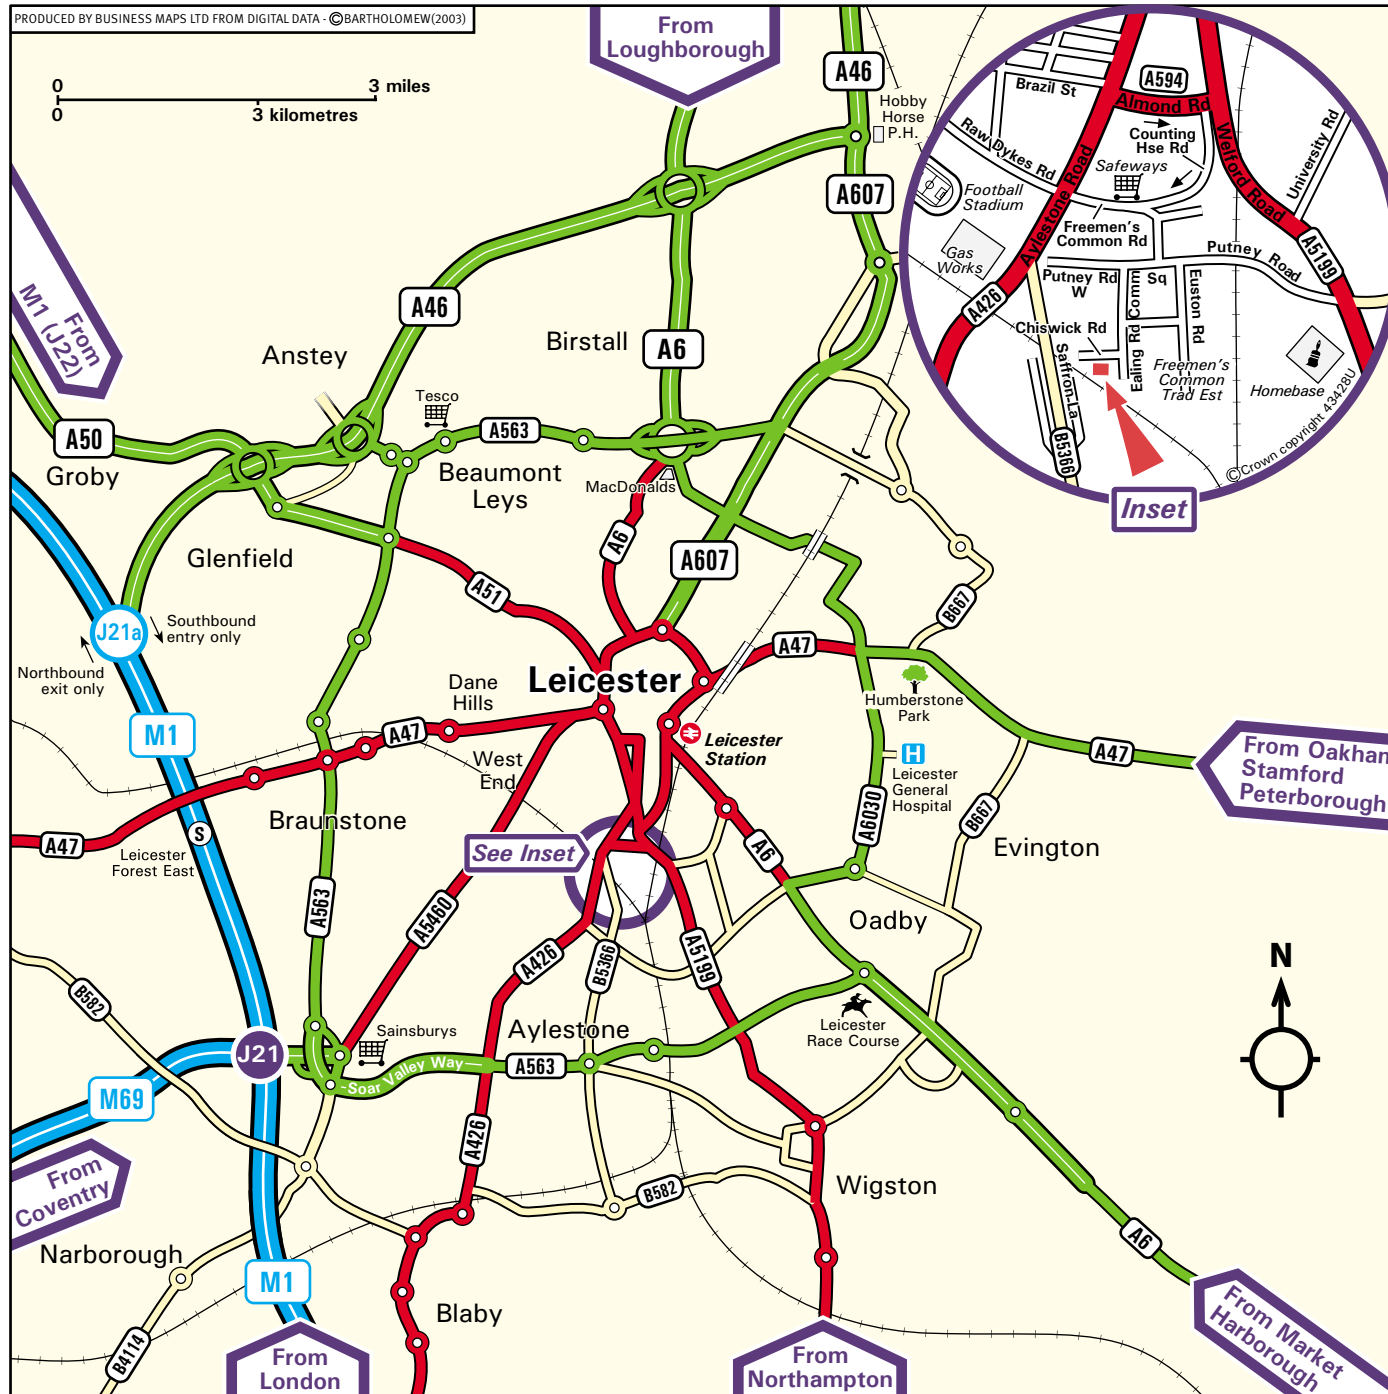 PRODUCED BY BUSINESS MAPS LTD FROM DIGITAL DATA - ©BARTHOLOMEW(2003)
0 3 miles
0 3 kilometres
From
Loughborough
A46
Hobby
Horse
P.H.
A607
From
M1 (J22)
A46
Anstey
Birstall
A6
Tesco
A563
A50
Groby
Beaumont
Leys
MacDonalds
Glenfield
A6
A607
A51
B667
J21a
Southbound
entry only
Northbound
exit only
M1
Dane
Hills
Leicester
A47
Humberstone
Park
A47
West
End
Leicester
Station
H
Leicester
General
Hospital
A47
From Oakham
Stamford
Peterborough
A6030
B667
Braunstone
S
A47
Leicester
Forest East
See Inset
A6
Evington
A563
A5460
Oadby
A426
B5366
A5199
B582
Leicester
Race Course
N
Sainsburys
Aylestone
J21
Soar Valley Way
A563
M69
A426
From
Coventry
B582
Wigston
Narborough
M1
A6
Blaby
B4114
From
London
From
Northampton
From Market
Harborough
A594
Almond Rd
Brazil St
Counting
Hse Rd
Raw Dykes Rd
Safeways
University Rd
Welford Road
Aylestone Road
Football
Stadium
Freemen's
Common Rd
Gas
Works
Putney Road
A5199
Putney Rd
W
Comm
Sq
Euston Rd
A426
Chiswick Rd
Saffron-La
Ealing Rd
Freemen's
Common
Trad Est
Homebase
B5366
©Crown copyright 43428U
Inset